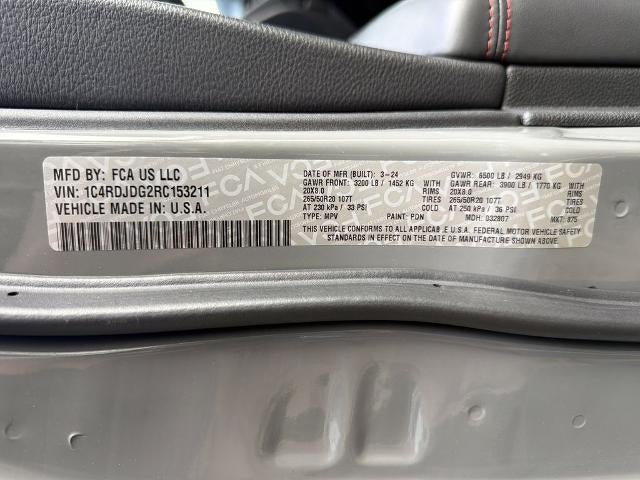 MFD BY: FCA US LLC
VIN: 1C4RDJDG2RC153211
VEHICLE MADE IN: U.S.A.
DATE OF MFR (BUILT): 3-24 GVWR: 6500 LB / 2949 KG
GAWR FRONT: 3200 LB / 1452 KG WITH GAWR REAR: 3900 LB / 1770 KG WITH
20X8.0 RIMS 20X8.0 RIMS
265/50R20 107T TIRES 265/50R20 107T TIRES
AT 230 kPa / 33 PSI COLD AT 250 kPa / 36 PSI COLD
TYPE: MPV PAINT: PDN MDH: 032807 MKT: 875
THIS VEHICLE CONFORMS TO ALL APPLICABLE U.S.A. FEDERAL MOTOR VEHICLE SAFETY
STANDARDS IN EFFECT ON THE DATE OF MANUFACTURE SHOWN ABOVE.